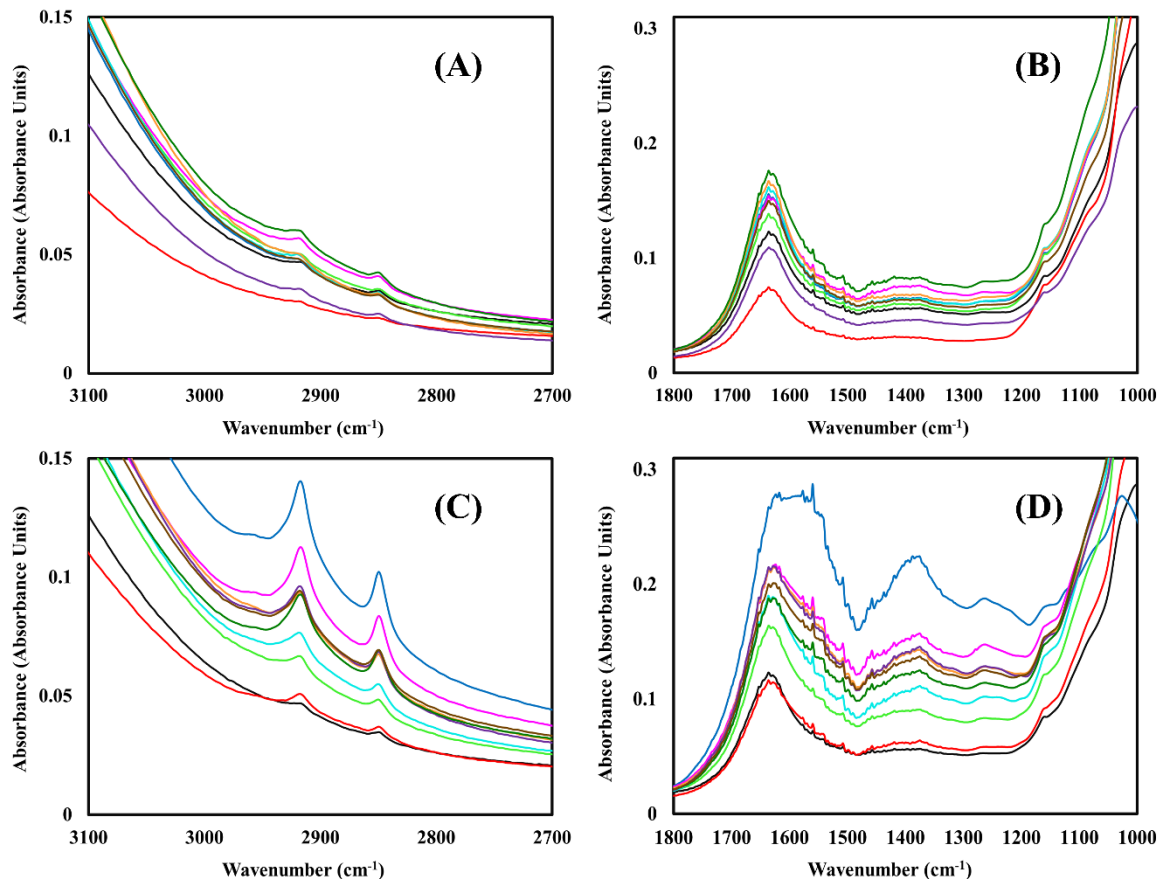 (A)
Absorbance (Absorbance Units)
0.15
0.1
0.05
0
3100 3000 2900 2800 2700
Wavenumber (cm⁻¹)
(B)
Absorbance (Absorbance Units)
0.3
0.2
0.1
0
1800 1700 1600 1500 1400 1300 1200 1100 1000
Wavenumber (cm⁻¹)
(C)
Absorbance (Absorbance Units)
0.15
0.1
0.05
0
3100 3000 2900 2800 2700
Wavenumber (cm⁻¹)
(D)
Absorbance (Absorbance Units)
0.3
0.2
0.1
0
1800 1700 1600 1500 1400 1300 1200 1100 1000
Wavenumber (cm⁻¹)